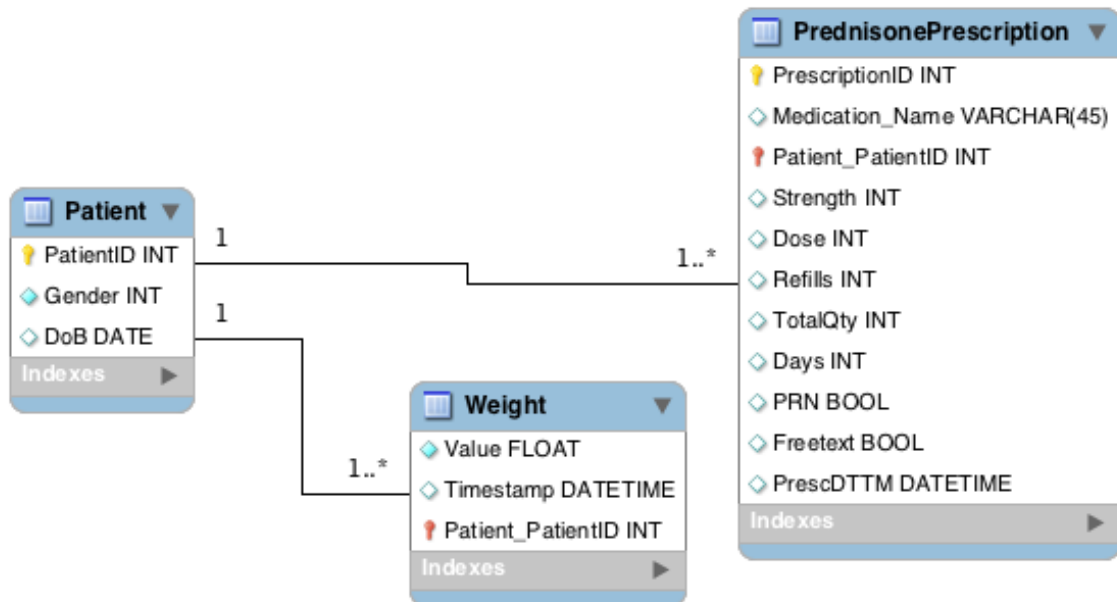 PrednisonePrescription
PrescriptionID INT
Medication_Name VARCHAR(45)
Patient_PatientID INT
Strength INT
Dose INT
Refills INT
TotalQty INT
Days INT
PRN BOOL
Freetext BOOL
PrescDTTM DATETIME
Indexes
Patient
PatientID INT
Gender INT
DoB DATE
Indexes
1
1..*
1
1..*
Weight
Value FLOAT
Timestamp DATETIME
Patient_PatientID INT
Indexes